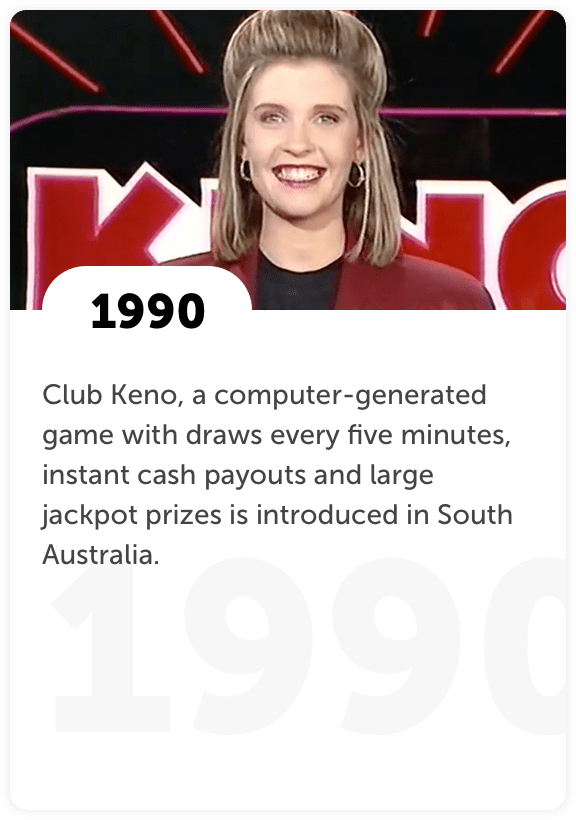 KENO
1990
Club Keno, a computer-generated
game with draws every five minutes,
instant cash payouts and large
jackpot prizes is introduced in South
Australia.
1990